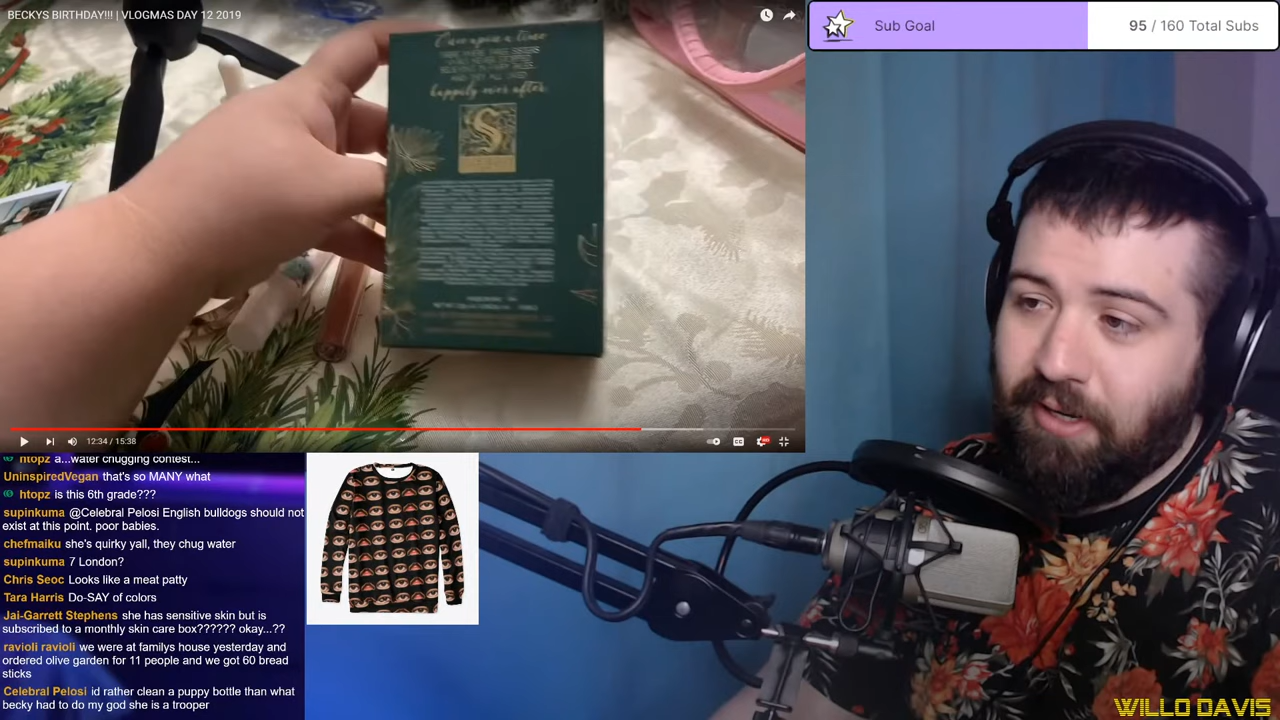 BECKYS BIRTHDAY!!! | VLOGMAS DAY 12 2019
Once upon a time
happily ever after
S
12:34 / 15:38
CC
HD
Sub Goal
95 / 160 Total Subs
htopz a...water chugging contest...
UninspiredVegan that's so MANY what
htopz is this 6th grade???
supinkuma @Celebral Pelosi English bulldogs should not
exist at this point. poor babies.
chefmaiku she's quirky yall, they chug water
supinkuma 7 London?
Chris Seoc Looks like a meat patty
Tara Harris Do-SAY of colors
Jai-Garrett Stephens she has sensitive skin but is
subscribed to a monthly skin care box?????? okay...??
ravioli ravioli we were at familys house yesterday and
ordered olive garden for 11 people and we got 60 bread
sticks
Celebral Pelosi id rather clean a puppy bottle than what
becky had to do my god she is a trooper
WILLO DAVIS